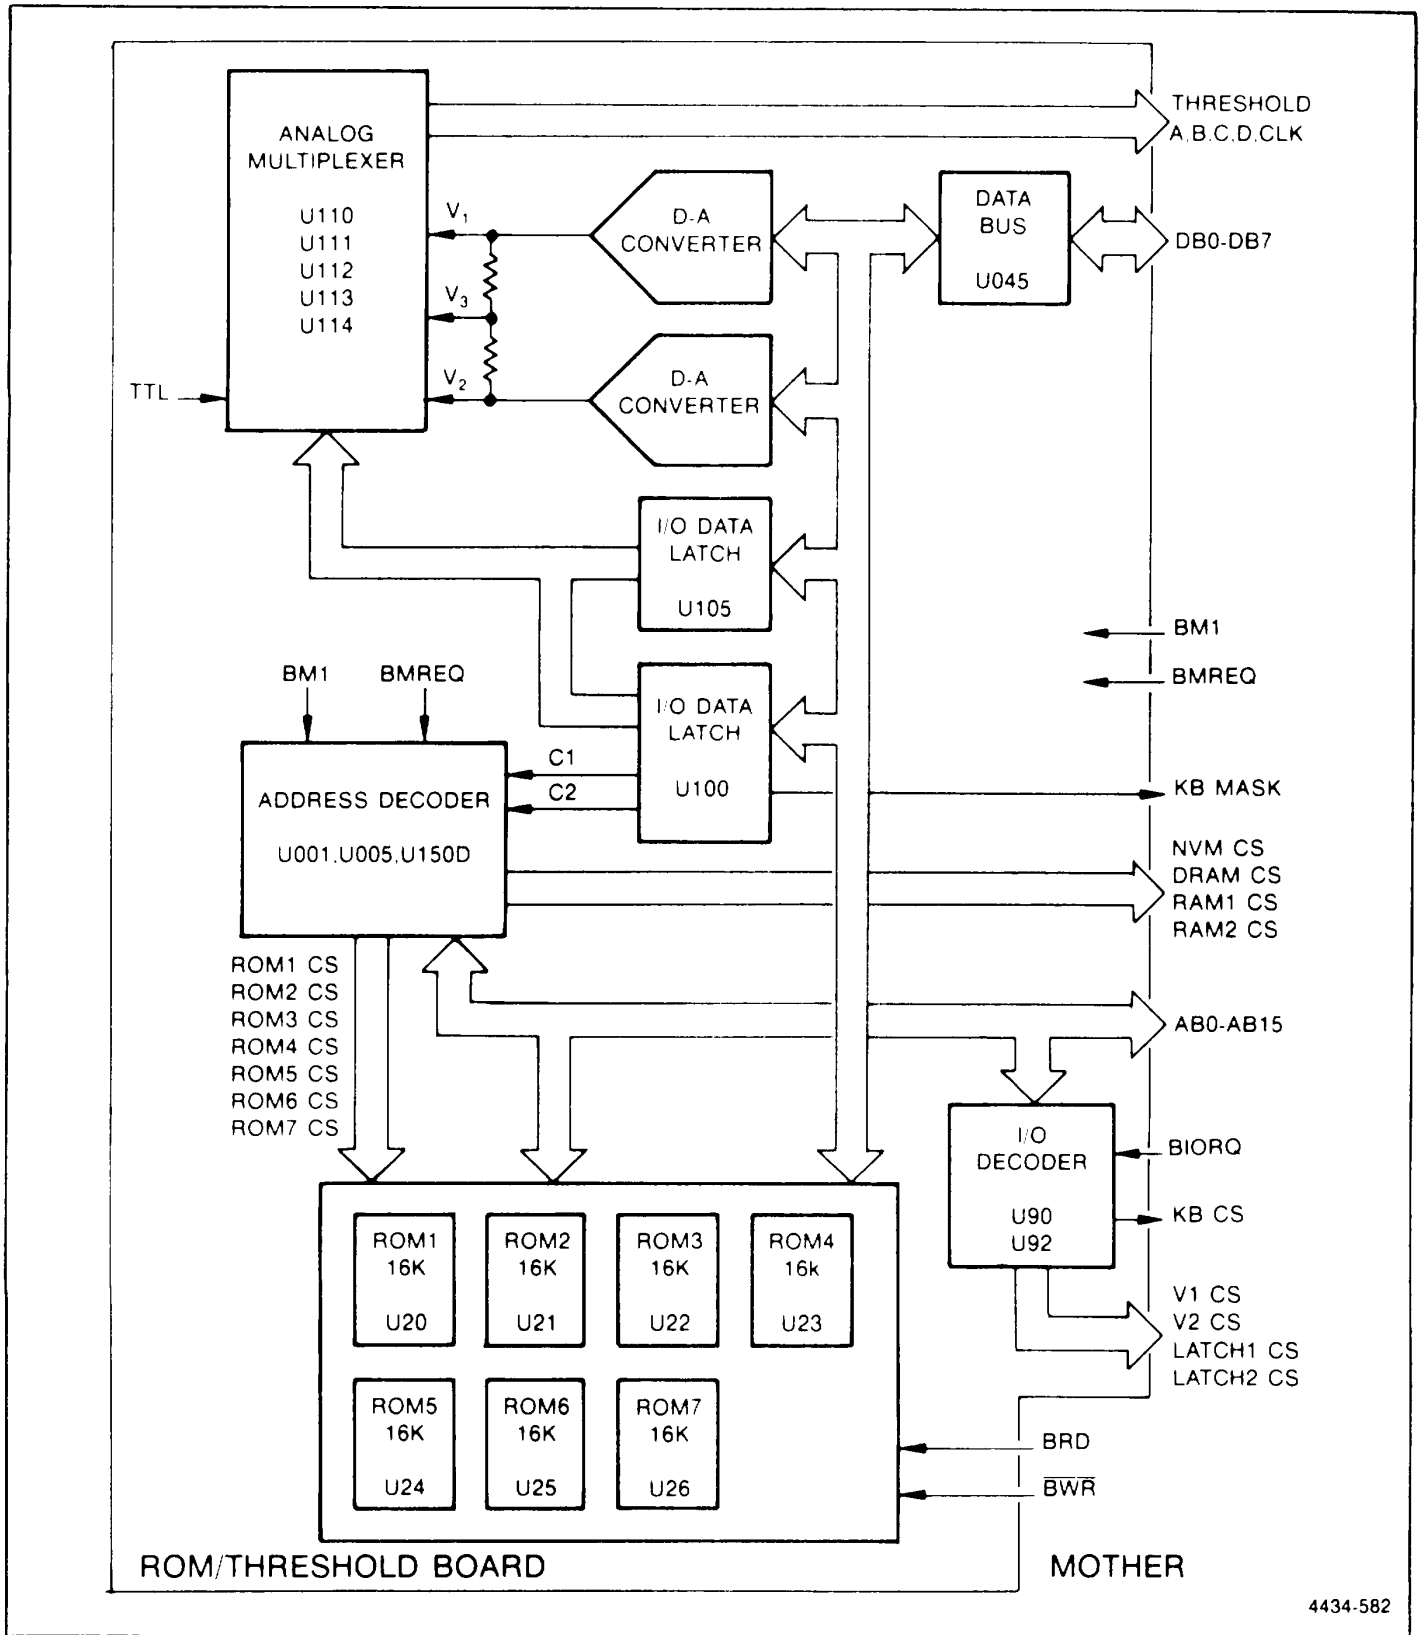 THRESHOLD
A,B,C,D,CLK
ANALOG
MULTIPLEXER
U110
U111
U112
U113
U114
V1
V3
V2
TTL
D-A
CONVERTER
D-A
CONVERTER
DATA
BUS
U045
DB0-DB7
I/O DATA
LATCH
U105
I/O DATA
LATCH
U100
BM1
BMREQ
BM1
BMREQ
C1
C2
ADDRESS DECODER
U001,U005,U150D
KB MASK
NVM CS
DRAM CS
RAM1 CS
RAM2 CS
ROM1 CS
ROM2 CS
ROM3 CS
ROM4 CS
ROM5 CS
ROM6 CS
ROM7 CS
AB0-AB15
I/O
DECODER
U90
U92
BIORQ
KB CS
V1 CS
V2 CS
LATCH1 CS
LATCH2 CS
ROM1
16K
U20
ROM2
16K
U21
ROM3
16K
U22
ROM4
16k
U23
ROM5
16K
U24
ROM6
16K
U25
ROM7
16K
U26
BRD
BWR
ROM/THRESHOLD BOARD
MOTHER
4434-582